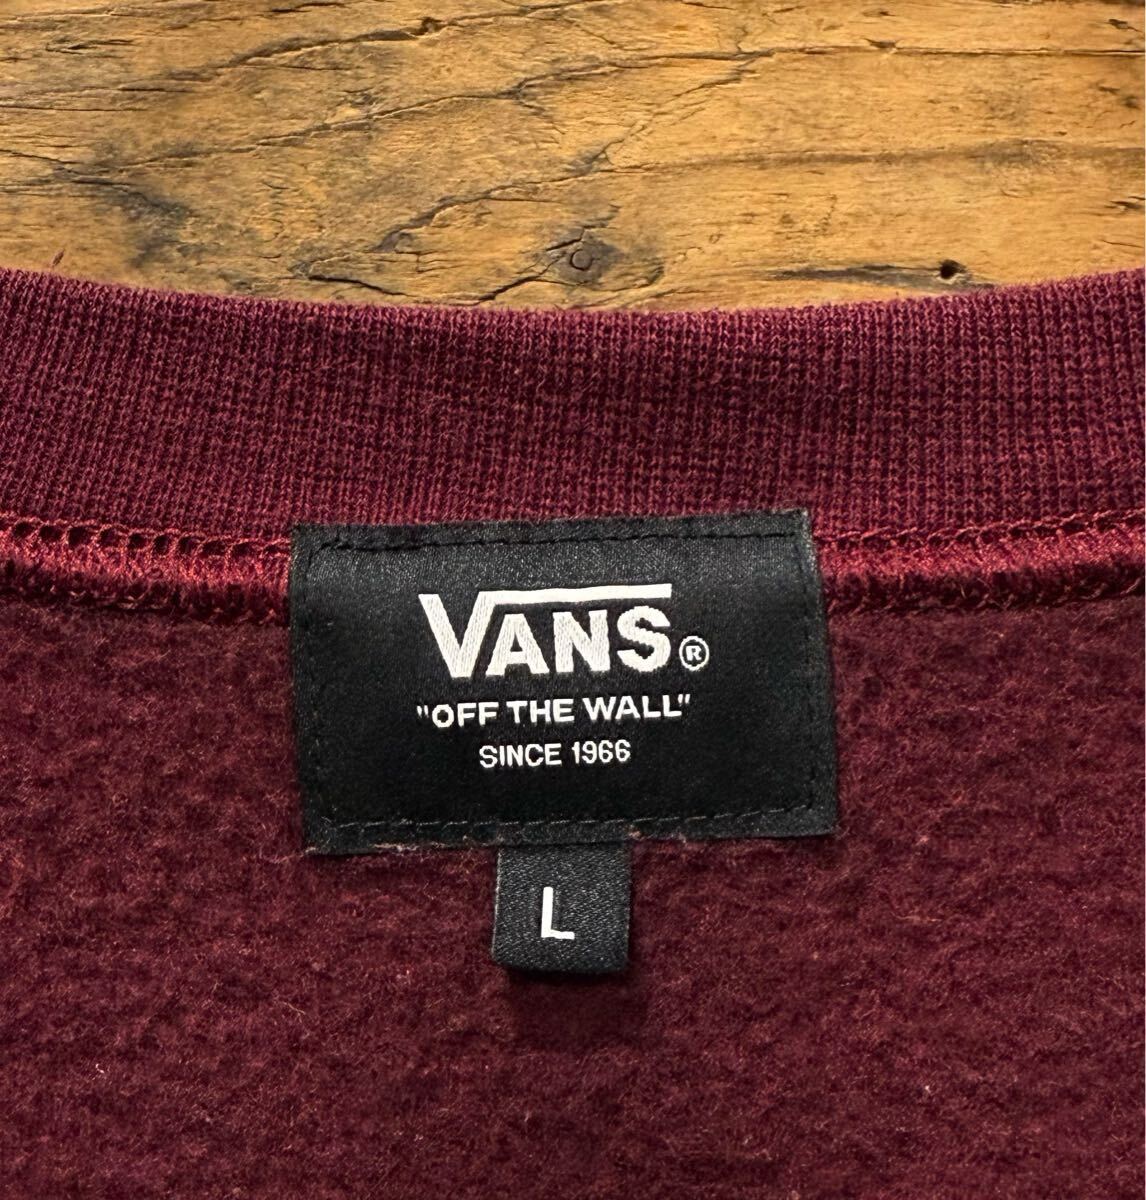 VANS®
"OFF THE WALL"
SINCE 1966
L